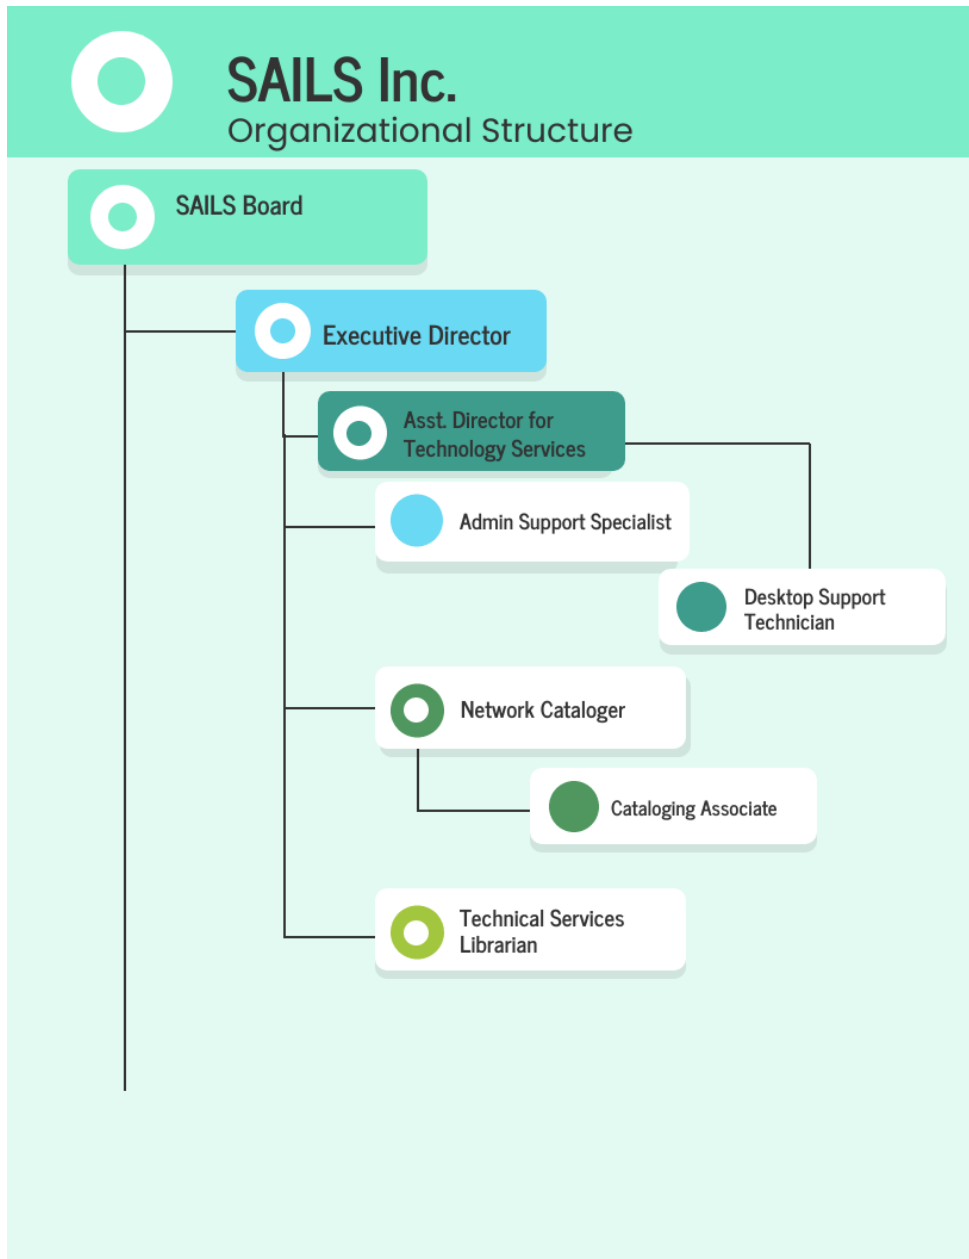 SAILS Inc.
Organizational Structure
SAILS Board
Executive Director
Asst. Director for
Technology Services
Admin Support Specialist
Desktop Support
Technician
Network Cataloger
Cataloging Associate
Technical Services
Librarian